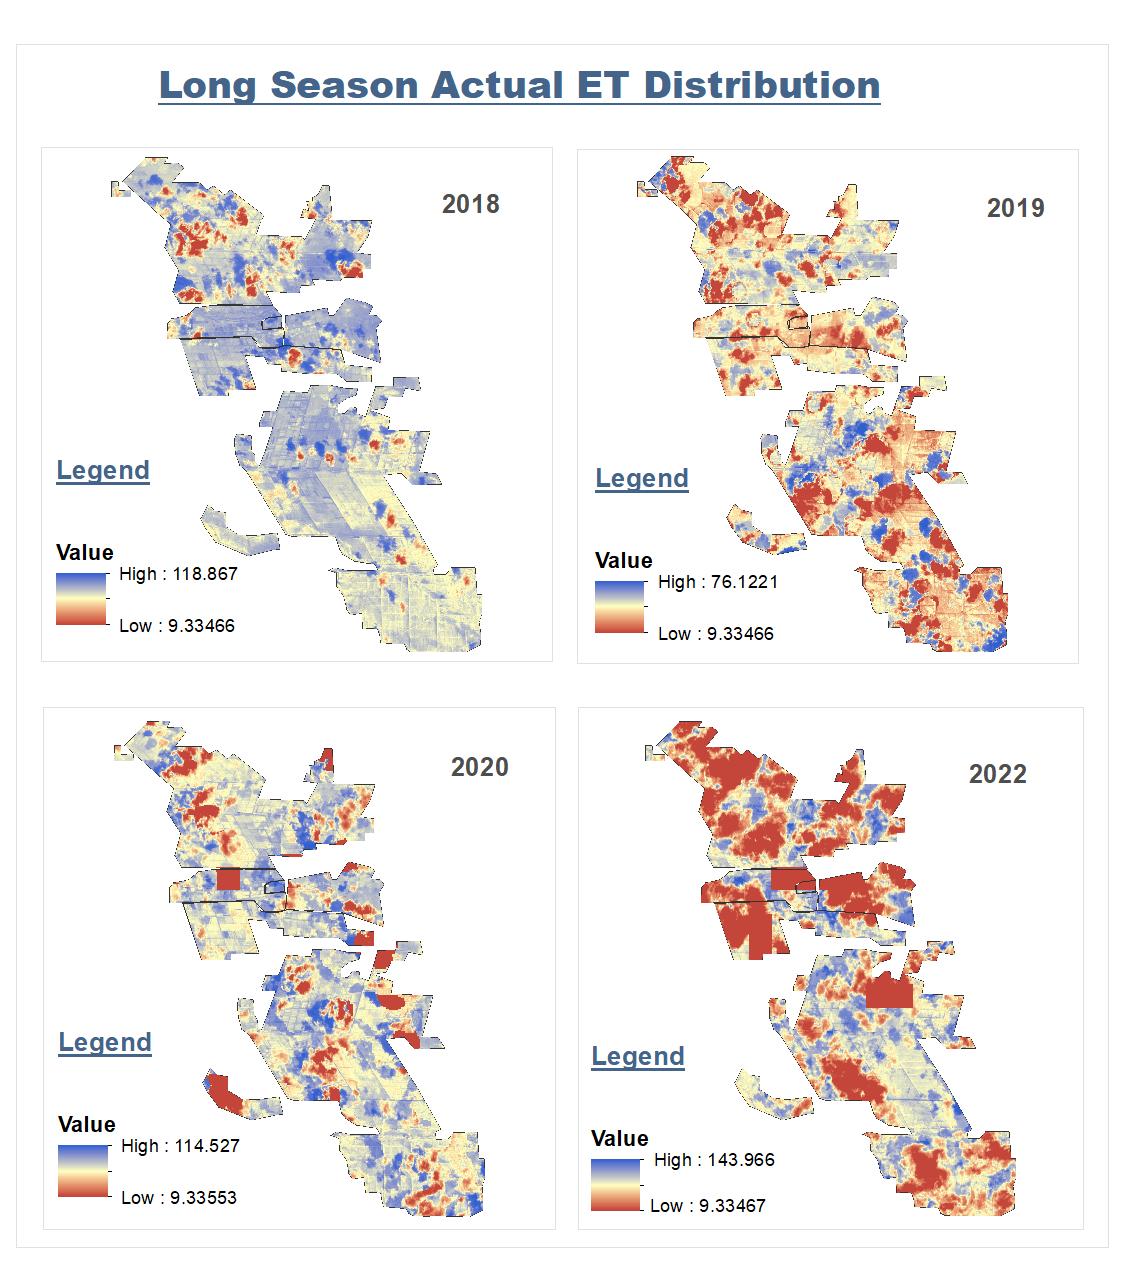 Long Season Actual ET Distribution
2018
Legend
Value
High : 118.867
Low : 9.33466
2019
Legend
Value
High : 76.1221
Low : 9.33466
2020
Legend
Value
High : 114.527
Low : 9.33553
2022
Legend
Value
High : 143.966
Low : 9.33467